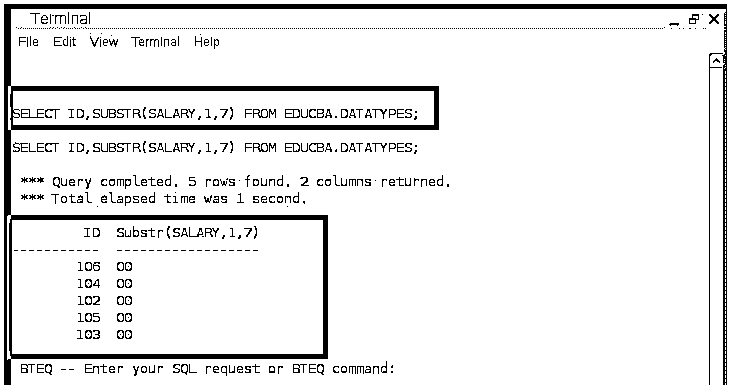 Terminal
File Edit View Terminal Help
SELECT ID,SUBSTR(SALARY,1,7) FROM EDUCBA.DATATYPES;
SELECT ID,SUBSTR(SALARY,1,7) FROM EDUCBA.DATATYPES;
*** Query completed. 5 rows found. 2 columns returned.
*** Total elapsed time was 1 second.
ID Substr(SALARY,1,7)
----------- ------------------
106 00
104 00
102 00
105 00
103 00
BTEQ -- Enter your SQL request or BTEQ command: